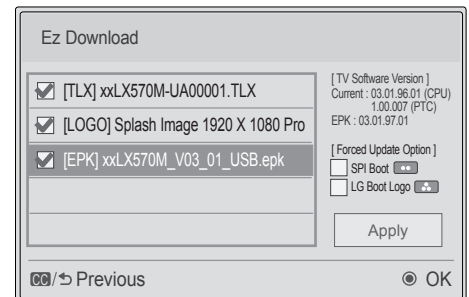 Ez Download
[TLX] xxLX570M-UA00001.TLX
[LOGO] Splash Image 1920 X 1080 Pro
[EPK] xxLX570M_V03_01_USB.epk
[ TV Software Version ]
Current : 03.01.96.01 (CPU)
1.00.007 (PTC)
EPK : 03.01.97.01
[ Forced Update Option ]
SPI Boot
LG Boot Logo
Apply
CC/ Previous
OK